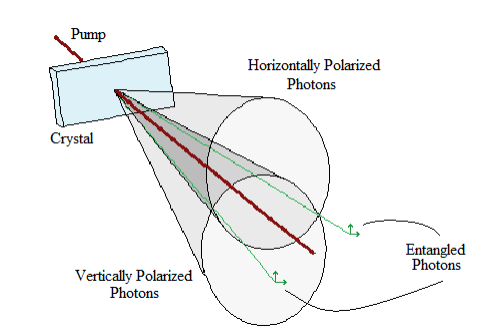 Pump
Horizontally Polarized
Photons
Crystal
Entangled
Photons
Vertically Polarized
Photons